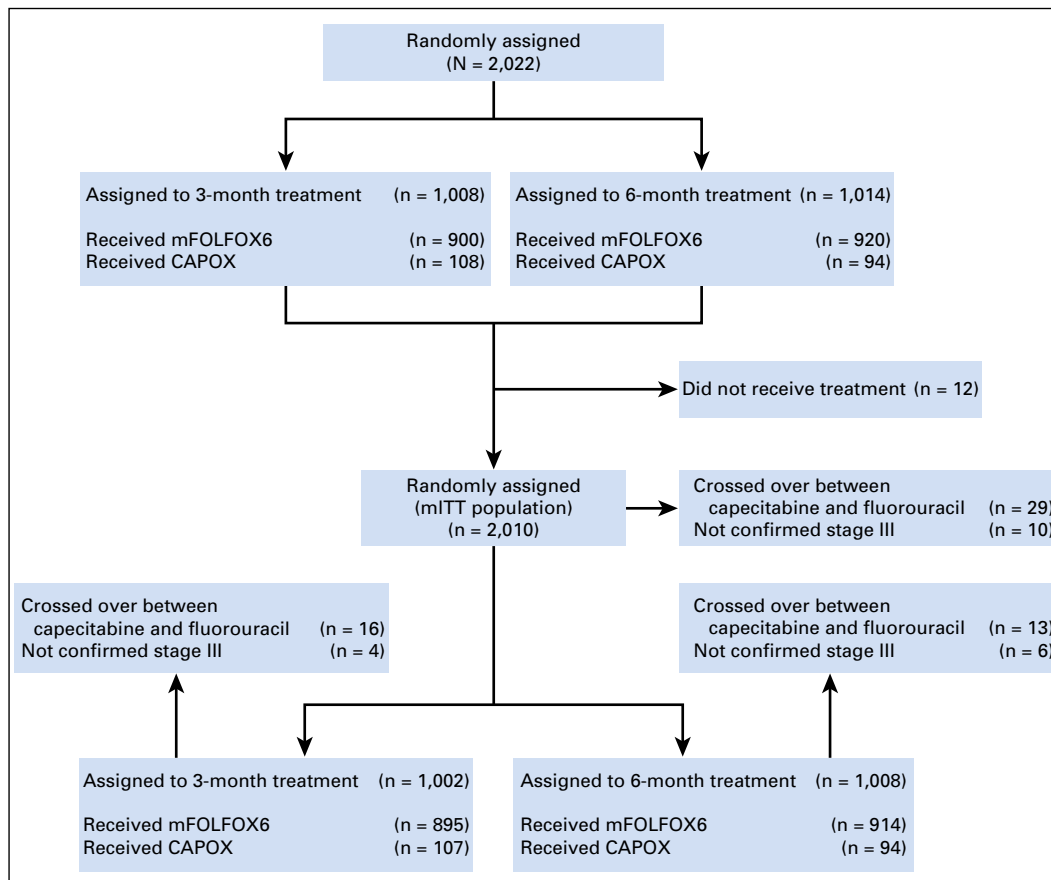 Randomly assigned
(N = 2,022)
Assigned to 3-month treatment (n = 1,008)
Received mFOLFOX6 (n = 900)
Received CAPOX (n = 108)
Assigned to 6-month treatment (n = 1,014)
Received mFOLFOX6 (n = 920)
Received CAPOX (n = 94)
Did not receive treatment (n = 12)
Randomly assigned
(mITT population)
(n = 2,010)
Crossed over between
capecitabine and fluorouracil (n = 29)
Not confirmed stage III (n = 10)
Crossed over between
capecitabine and fluorouracil (n = 16)
Not confirmed stage III (n = 4)
Crossed over between
capecitabine and fluorouracil (n = 13)
Not confirmed stage III (n = 6)
Assigned to 3-month treatment (n = 1,002)
Received mFOLFOX6 (n = 895)
Received CAPOX (n = 107)
Assigned to 6-month treatment (n = 1,008)
Received mFOLFOX6 (n = 914)
Received CAPOX (n = 94)